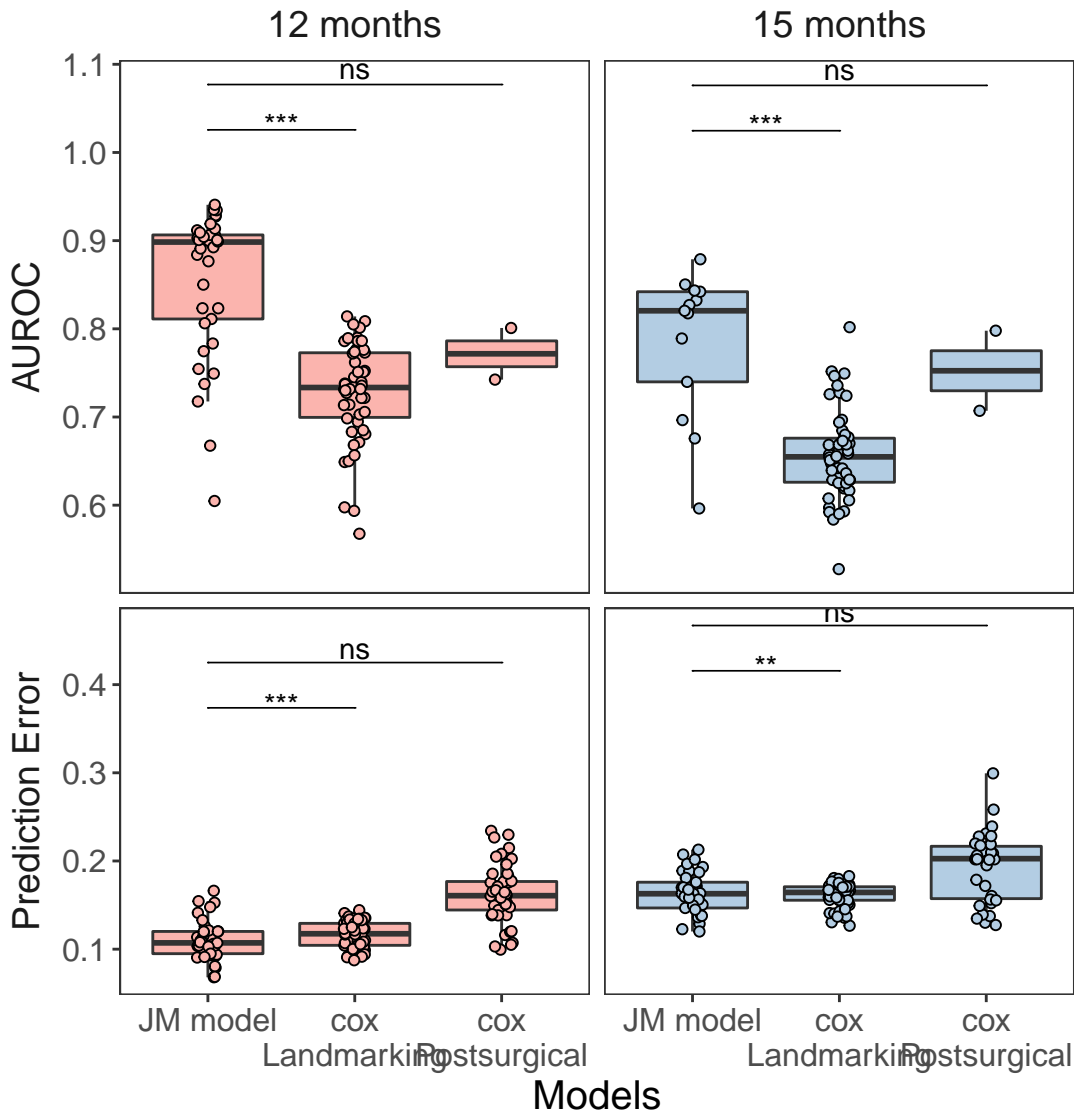 12 months
15 months
AUROC
1.1
1.0
0.9
0.8
0.7
0.6
ns
***
ns
***
Prediction Error
0.4
0.3
0.2
0.1
ns
***
ns
**
JM model
cox
Landmarking
cox
Postsurgical
JM model
cox
Landmarking
cox
Postsurgical
Models